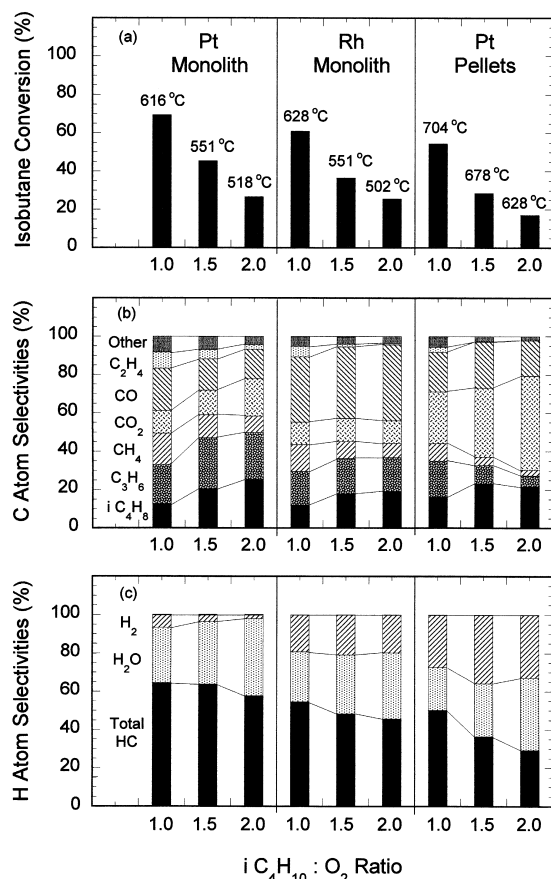 Isobutane Conversion (%)
100
80
60
40
20
0
(a)
Pt
Monolith
Rh
Monolith
Pt
Pellets
616 °C
551 °C
518 °C
628 °C
551 °C
502 °C
704 °C
678 °C
628 °C
1.0 1.5 2.0 1.0 1.5 2.0 1.0 1.5 2.0
C Atom Selectivities (%)
100
80
60
40
20
0
(b)
Other
C₂H₄
CO
CO₂
CH₄
C₃H₆
i C₄H₈
1.0 1.5 2.0 1.0 1.5 2.0 1.0 1.5 2.0
H Atom Selectivities (%)
100
80
60
40
20
0
(c)
H₂
H₂O
Total
HC
1.0 1.5 2.0 1.0 1.5 2.0 1.0 1.5 2.0
i C₄H₁₀ : O₂ Ratio